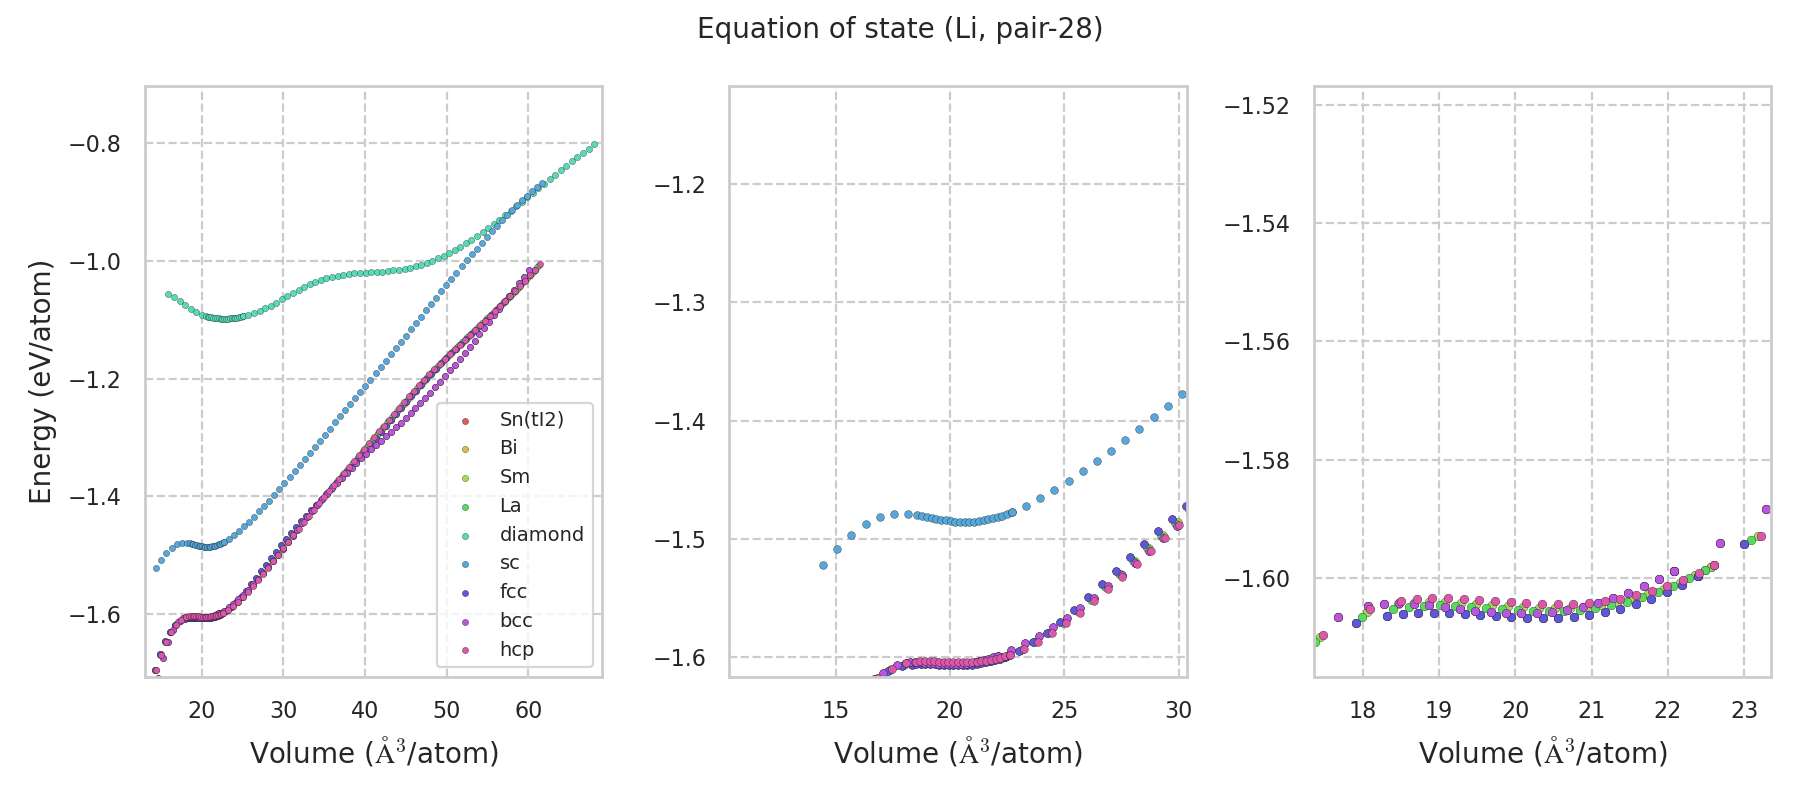 Equation of state (Li, pair-28)
Energy (eV/atom)
−0.8
−1.0
−1.2
−1.4
−1.6
20 30 40 50 60
Volume (Å³/atom)
Sn(tI2)
Bi
Sm
La
diamond
sc
fcc
bcc
hcp
−1.2
−1.3
−1.4
−1.5
−1.6
15 20 25 30
Volume (Å³/atom)
−1.52
−1.54
−1.56
−1.58
−1.60
18 19 20 21 22 23
Volume (Å³/atom)